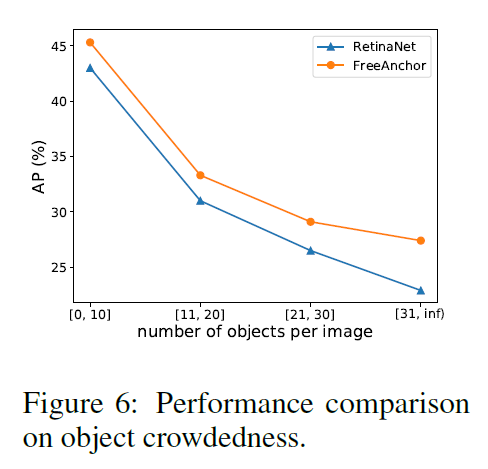 45
40
35
30
25
AP (%)
RetinaNet
FreeAnchor
[0, 10] [11, 20] [21, 30] [31, inf)
number of objects per image
Figure 6: Performance comparison
on object crowdedness.